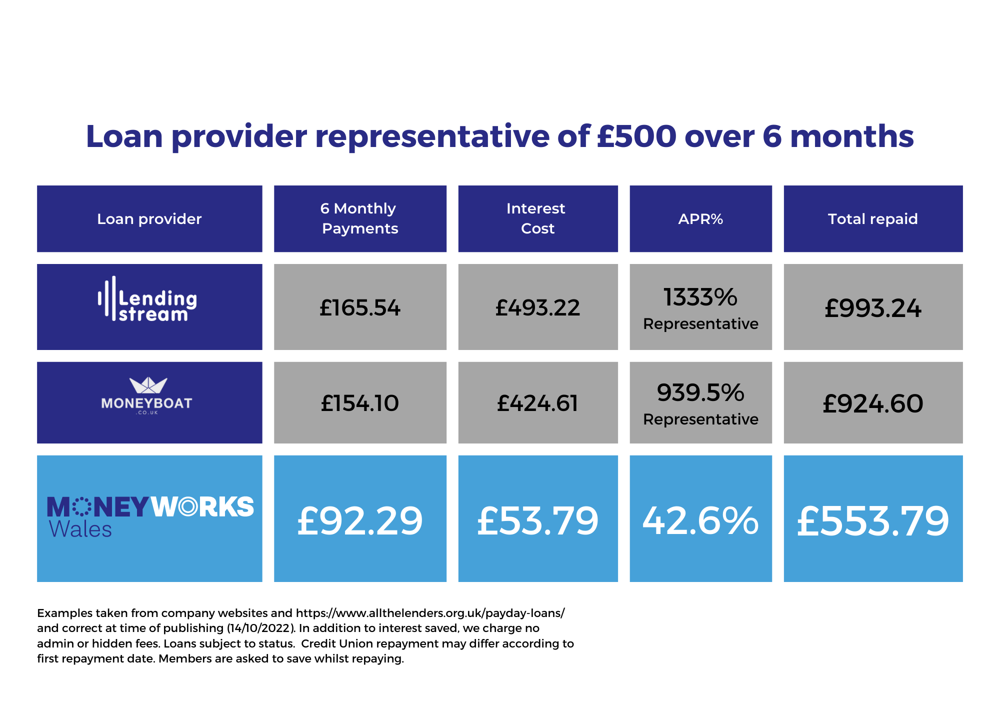 Loan provider representative of £500 over 6 months
Loan provider
6 Monthly
Payments
Interest
Cost
APR%
Total repaid
Lending
stream
£165.54
£493.22
1333%
Representative
£993.24
MONEYBOAT
.CO.UK
£154.10
£424.61
939.5%
Representative
£924.60
MONEYWORKS
Wales
£92.29
£53.79
42.6%
£553.79
Examples taken from company websites and https://www.allthelenders.org.uk/payday-loans/
and correct at time of publishing (14/10/2022). In addition to interest saved, we charge no
admin or hidden fees. Loans subject to status.  Credit Union repayment may differ according to
first repayment date. Members are asked to save whilst repaying.